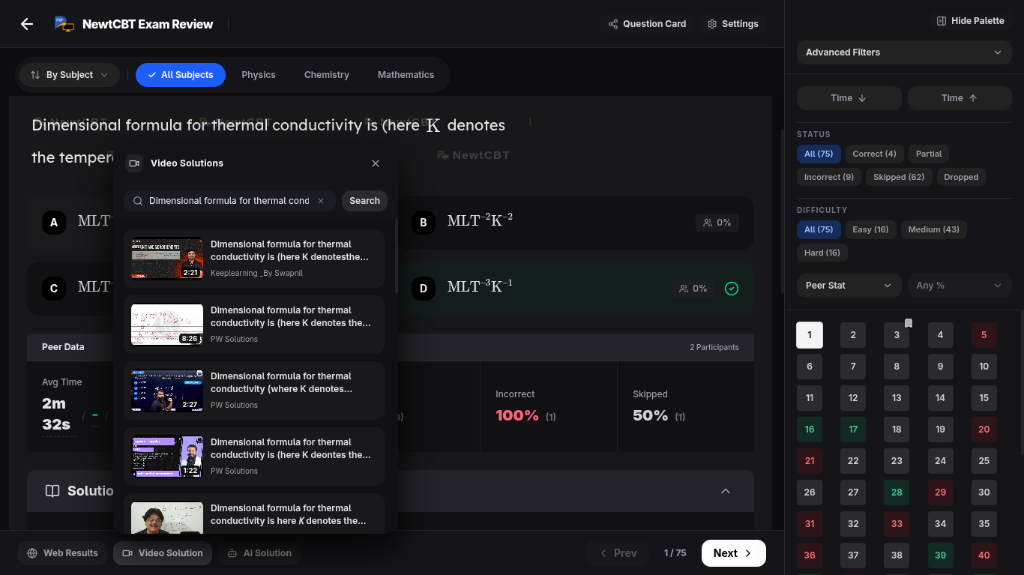 NewtCBT Exam Review
Question Card
Settings
Hide Palette
By Subject
All Subjects
Physics
Chemistry
Mathematics
Dimensional formula for thermal conductivity is (here K denotes
the temper
NewtCBT
Video Solutions
Dimensional formula for thermal cond
Search
Dimensional formula for thermal
conductivity is (here K denotesthe...
Keeplearning _By Swapnil
2:21
Dimensional formula for thermal
conductivity is (here K denotes the...
PW Solutions
8:26
Dimensional formula for thermal
conductivity (where K denotes...
PW Solutions
2:27
Dimensional formula for thermal
conductivity is (here K deontes the...
PW Solutions
1:22
Dimensional formula for thermal
conductivity is here K denotes the...
A MLT
B MLT⁻²K⁻²
0%
C MLT
D MLT⁻³K⁻¹
0%
Peer Data
2 Participants
Avg Time
2m
32s
/ - /
Incorrect
100% (1)
Skipped
50% (1)
Solutio
Web Results
Video Solution
AI Solution
Prev
1 / 75
Next
Advanced Filters
Time ↓
Time ↑
STATUS
All (75)
Correct (4)
Partial
Incorrect (9)
Skipped (62)
Dropped
DIFFICULTY
All (75)
Easy (16)
Medium (43)
Hard (16)
Peer Stat
Any %
1 2 3 4 5
6 7 8 9 10
11 12 13 14 15
16 17 18 19 20
21 22 23 24 25
26 27 28 29 30
31 32 33 34 35
36 37 38 39 40